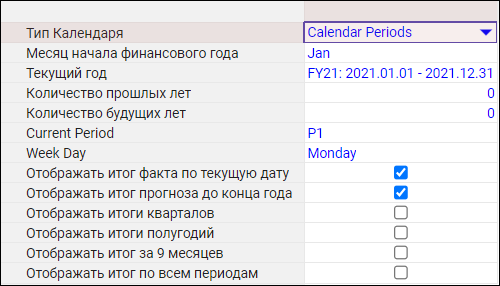 Тип Календаря Calendar Periods
Месяц начала финансового года Jan
Текущий год FY21: 2021.01.01 - 2021.12.31
Количество прошлых лет 0
Количество будущих лет 0
Current Period P1
Week Day Monday
Отображать итог факта по текущую дату
Отображать итог прогноза до конца года
Отображать итоги кварталов
Отображать итоги полугодий
Отображать итог за 9 месяцев
Отображать итог по всем периодам